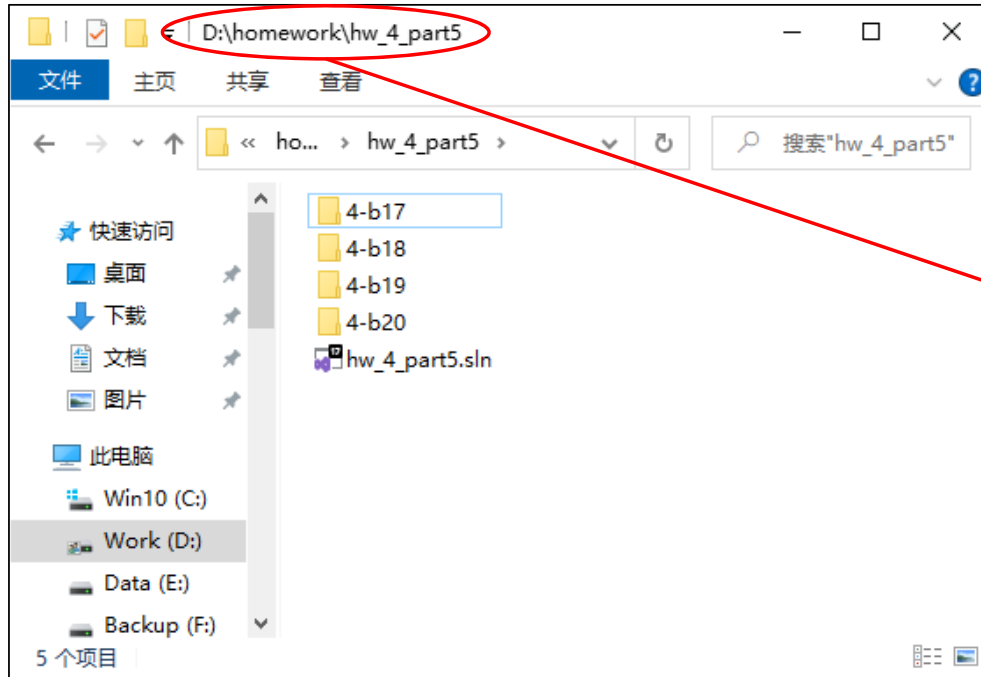 D:\homework\hw_4_part5
文件 主页 共享 查看
« ho... › hw_4_part5 › 搜索"hw_4_part5"
快速访问
桌面
下载
文档
图片
此电脑
Win10 (C:)
Work (D:)
Data (E:)
Backup (F:)
4-b17
4-b18
4-b19
4-b20
hw_4_part5.sln
5 个项目